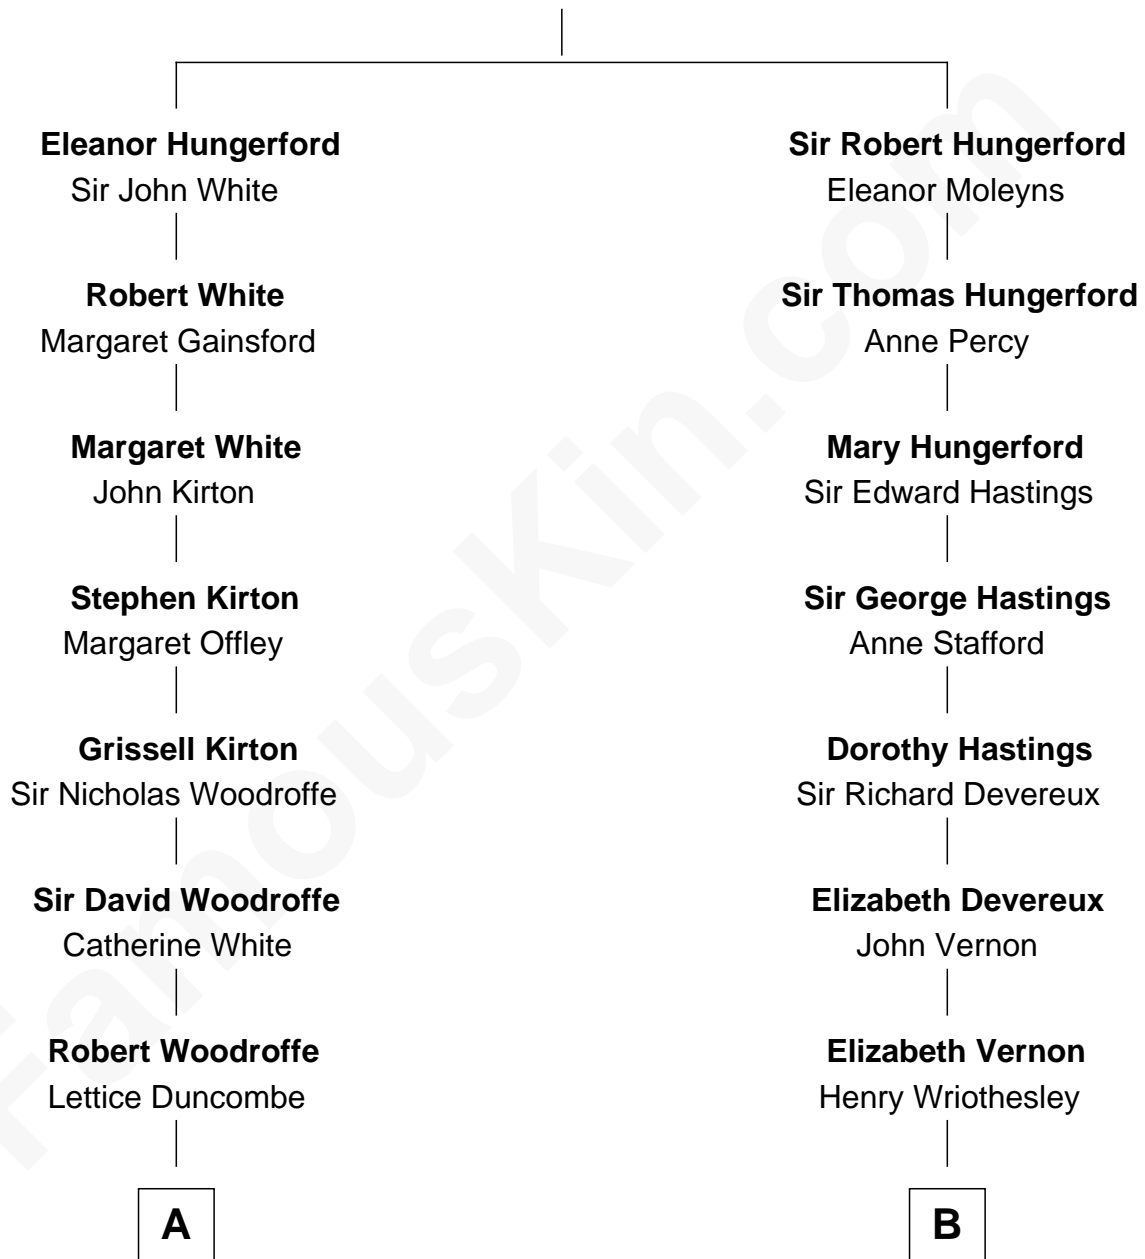 Eleanor Hungerford
Sir John White
Robert White
Margaret Gainsford
Margaret White
John Kirton
Stephen Kirton
Margaret Offley
Grissell Kirton
Sir Nicholas Woodroffe
Sir David Woodroffe
Catherine White
Robert Woodroffe
Lettice Duncombe
A
Sir Robert Hungerford
Eleanor Moleyns
Sir Thomas Hungerford
Anne Percy
Mary Hungerford
Sir Edward Hastings
Sir George Hastings
Anne Stafford
Dorothy Hastings
Sir Richard Devereux
Elizabeth Devereux
John Vernon
Elizabeth Vernon
Henry Wriothesley
B
FamousKin.com